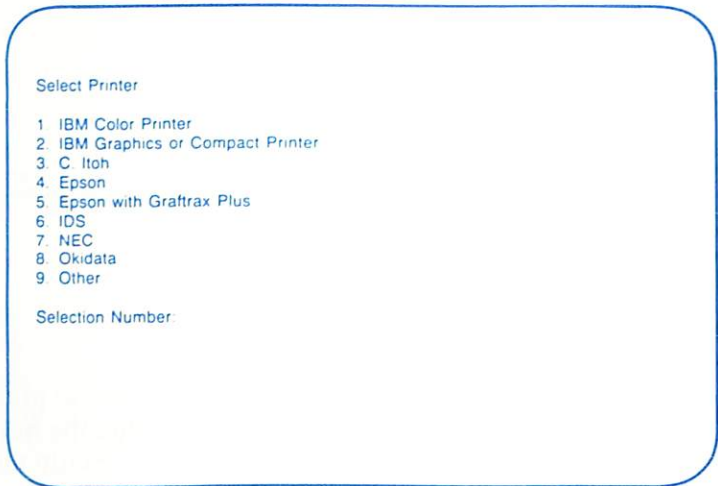 Select Printer
1 IBM Color Printer
2. IBM Graphics or Compact Printer
3. C. Itoh
4. Epson
5. Epson with Graftrax Plus
6. IDS
7. NEC
8. Okidata
9. Other
Selection Number: